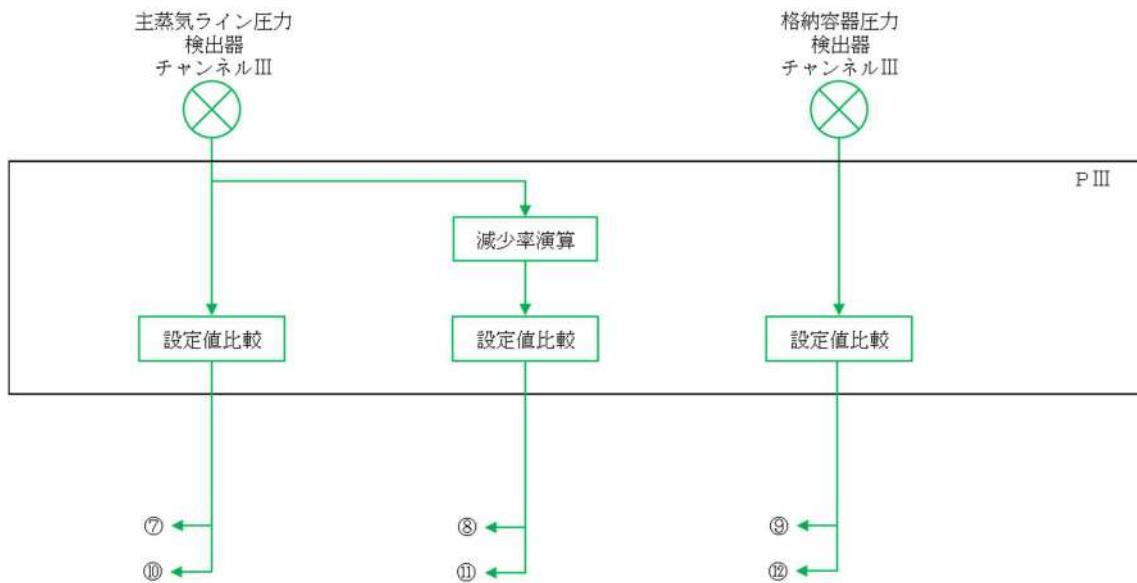 主蒸気ライン圧力
検出器
チャンネルⅢ
格納容器圧力
検出器
チャンネルⅢ
PⅢ
減少率演算
設定値比較
設定値比較
設定値比較
⑦
⑧
⑨
⑩
⑪
⑫